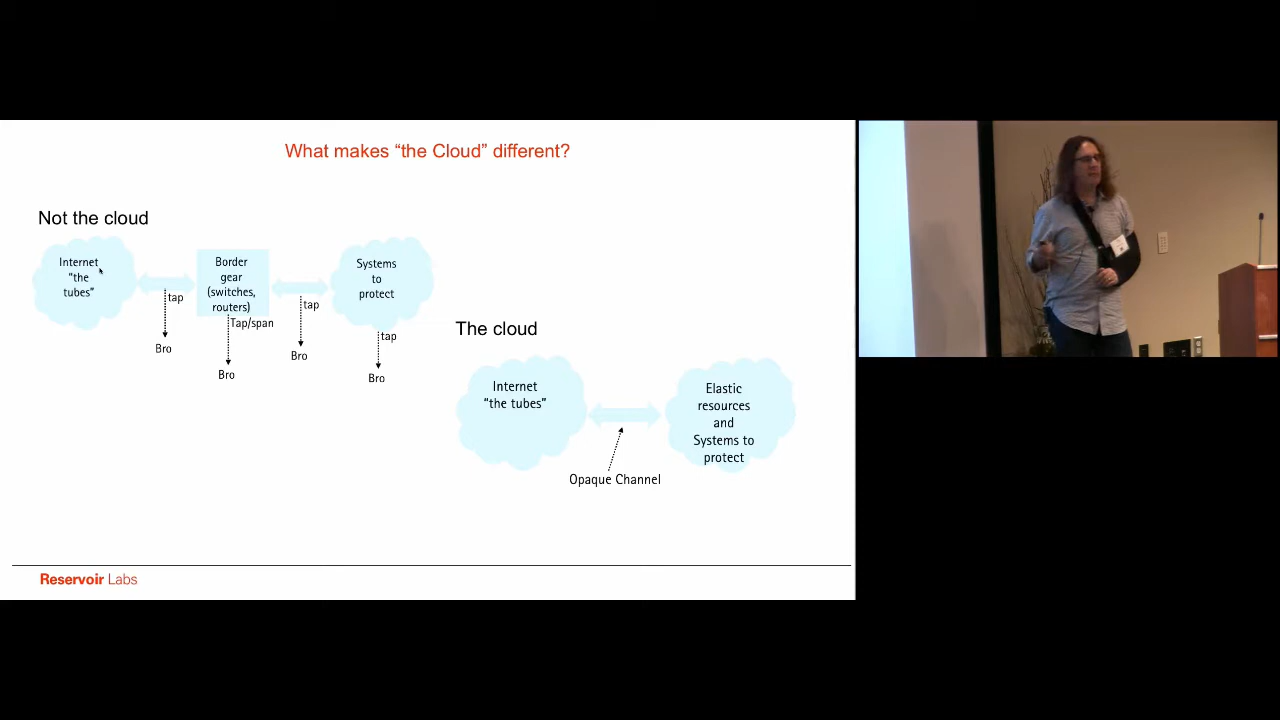 What makes “the Cloud” different?
Not the cloud
Internet
“the
tubes”
tap
Bro
Border
gear
(switches,
routers)
Tap/span
Bro
tap
Bro
Systems
to
protect
tap
Bro
The cloud
Internet
“the tubes”
Opaque Channel
Elastic
resources
and
Systems to
protect
Reservoir Labs